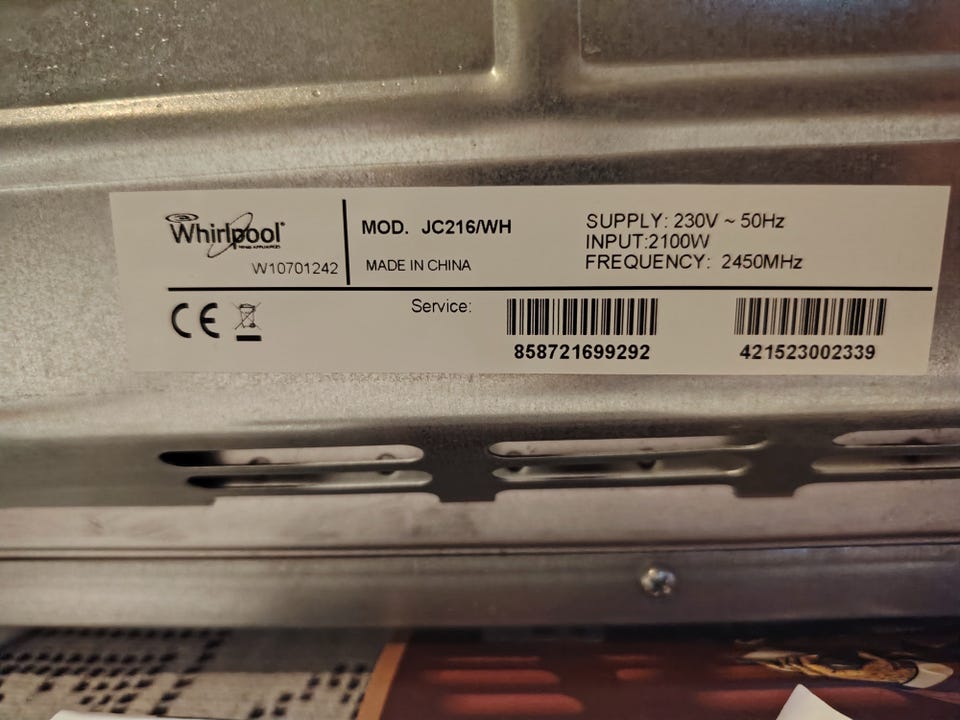 Whirlpool
W10701242
MOD. JC216/WH
MADE IN CHINA
SUPPLY: 230V ~ 50Hz
INPUT:2100W
FREQUENCY: 2450MHz
CE
Service:
858721699292
421523002339